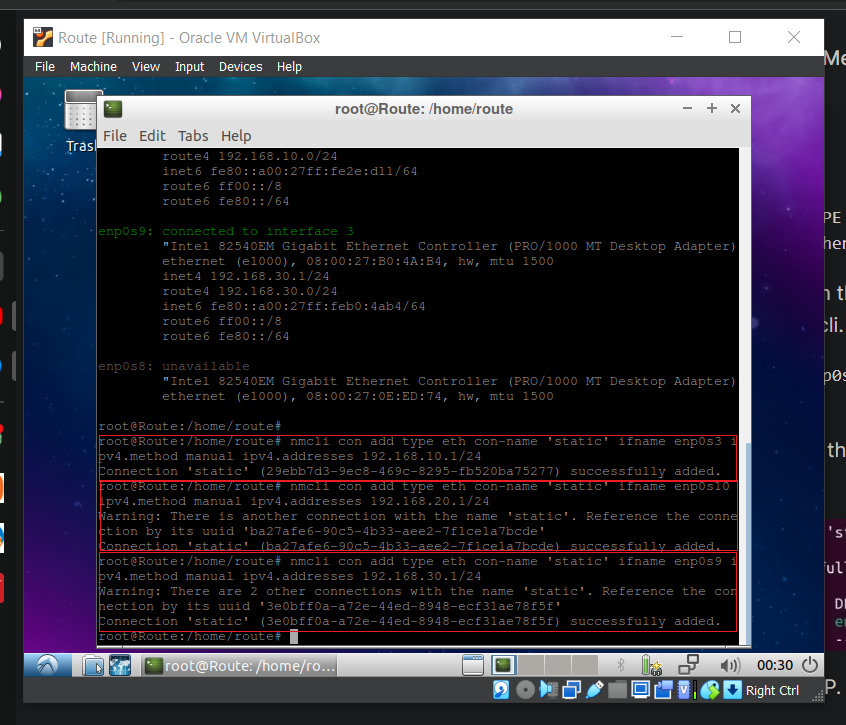 Route [Running] - Oracle VM VirtualBox
File Machine View Input Devices Help
Me
Tras
root@Route: /home/route
File Edit Tabs Help
route4 192.168.10.0/24
inet6 fe80::a00:27ff:fe2e:d11/64
route6 ff00::/8
route6 fe80::/64
enp0s9: connected to interface 3
"Intel 82540EM Gigabit Ethernet Controller (PRO/1000 MT Desktop Adapter)
ethernet (e1000), 08:00:27:B0:4A:B4, hw, mtu 1500
inet4 192.168.30.1/24
route4 192.168.30.0/24
inet6 fe80::a00:27ff:feb0:4ab4/64
route6 ff00::/8
route6 fe80::/64
enp0s8: unavailable
"Intel 82540EM Gigabit Ethernet Controller (PRO/1000 MT Desktop Adapter)
ethernet (e1000), 08:00:27:0E:ED:74, hw, mtu 1500
root@Route:/home/route#
root@Route:/home/route# nmcli con add type eth con-name 'static' ifname enp0s3 i
pv4.method manual ipv4.addresses 192.168.10.1/24
Connection 'static' (29ebb7d3-9ec8-469c-8295-fb520ba75277) successfully added.
root@Route:/home/route# nmcli con add type eth con-name 'static' ifname enp0s10
ipv4.method manual ipv4.addresses 192.168.20.1/24
Warning: There is another connection with the name 'static'. Reference the conne
ction by its uuid 'ba27afe6-90c5-4b33-aee2-7f1ce1a7bcde'
Connection 'static' (ba27afe6-90c5-4b33-aee2-7f1ce1a7bcde) successfully added.
root@Route:/home/route# nmcli con add type eth con-name 'static' ifname enp0s9 i
pv4.method manual ipv4.addresses 192.168.30.1/24
Warning: There are 2 other connections with the name 'static'. Reference the con
nection by its uuid '3e0bff0a-a72e-44ed-8948-ecf31ae78f5f'
Connection 'static' (3e0bff0a-a72e-44ed-8948-ecf31ae78f5f) successfully added.
root@Route:/home/route#
root@Route: /home/ro...
00:30
Right Ctrl